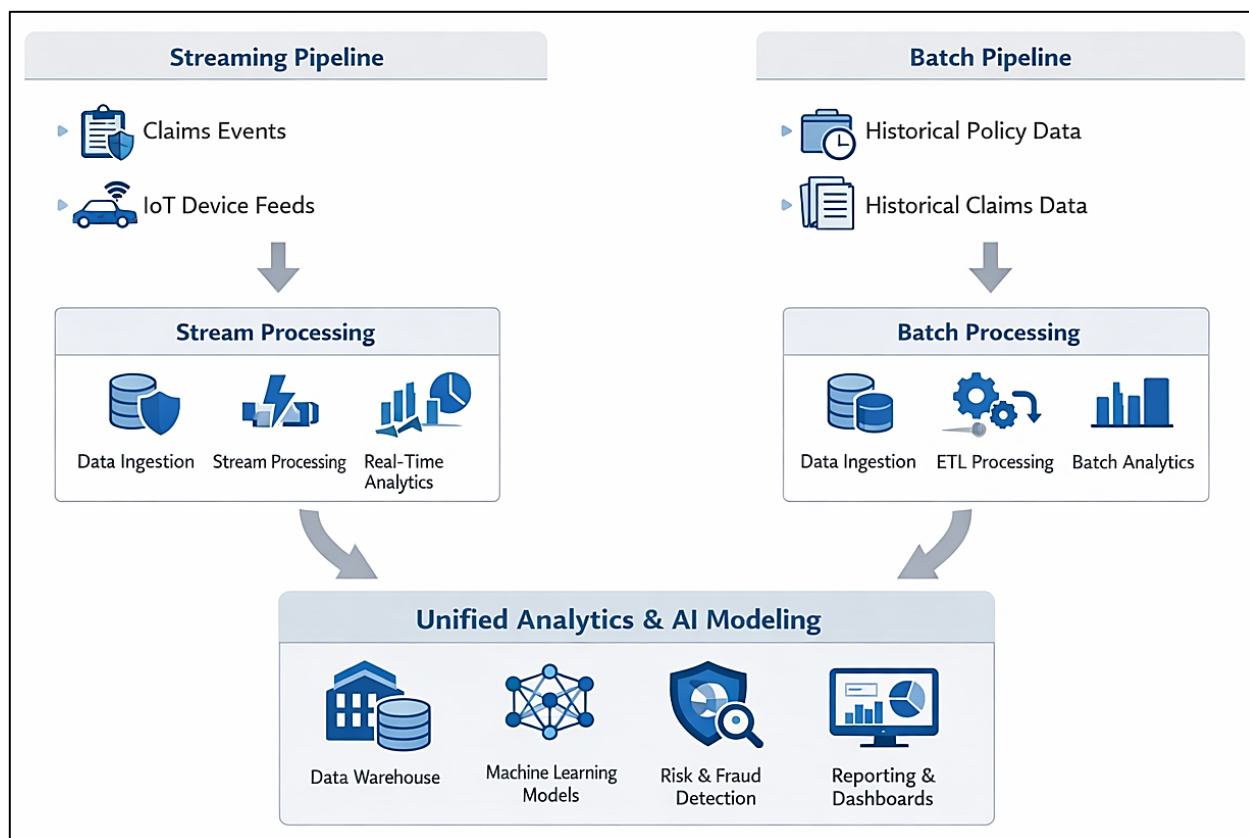 Streaming Pipeline
Claims Events
IoT Device Feeds
Stream Processing
Data Ingestion
Stream Processing
Real-Time
Analytics
Batch Pipeline
Historical Policy Data
Historical Claims Data
Batch Processing
Data Ingestion
ETL Processing
Batch Analytics
Unified Analytics & AI Modeling
Data Warehouse
Machine Learning
Models
Risk & Fraud
Detection
Reporting &
Dashboards